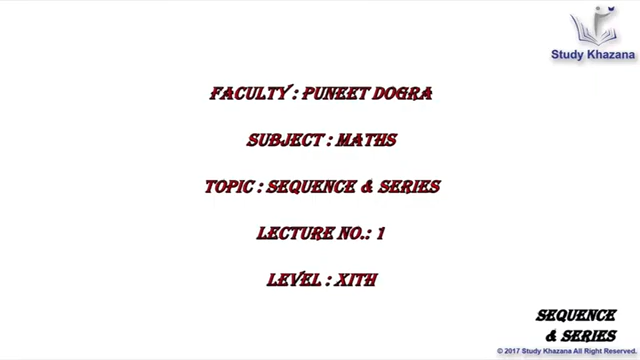 Study Khazana
FACULTY : PUNEET DOGRA
SUBJECT : MATHS
TOPIC : SEQUENCE & SERIES
LECTURE NO.: 1
LEVEL : XITH
SEQUENCE
& SERIES
© 2017 Study Khazana All Right Reserved.